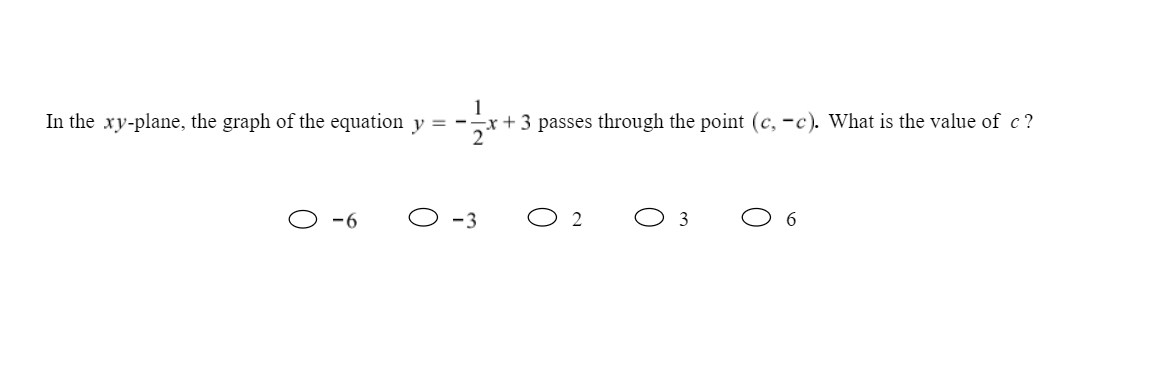 In the xy-plane, the graph of the equation y = -1/2x + 3 passes through the point (c, -c). What is the value of c?
-6 -3 2 3 6